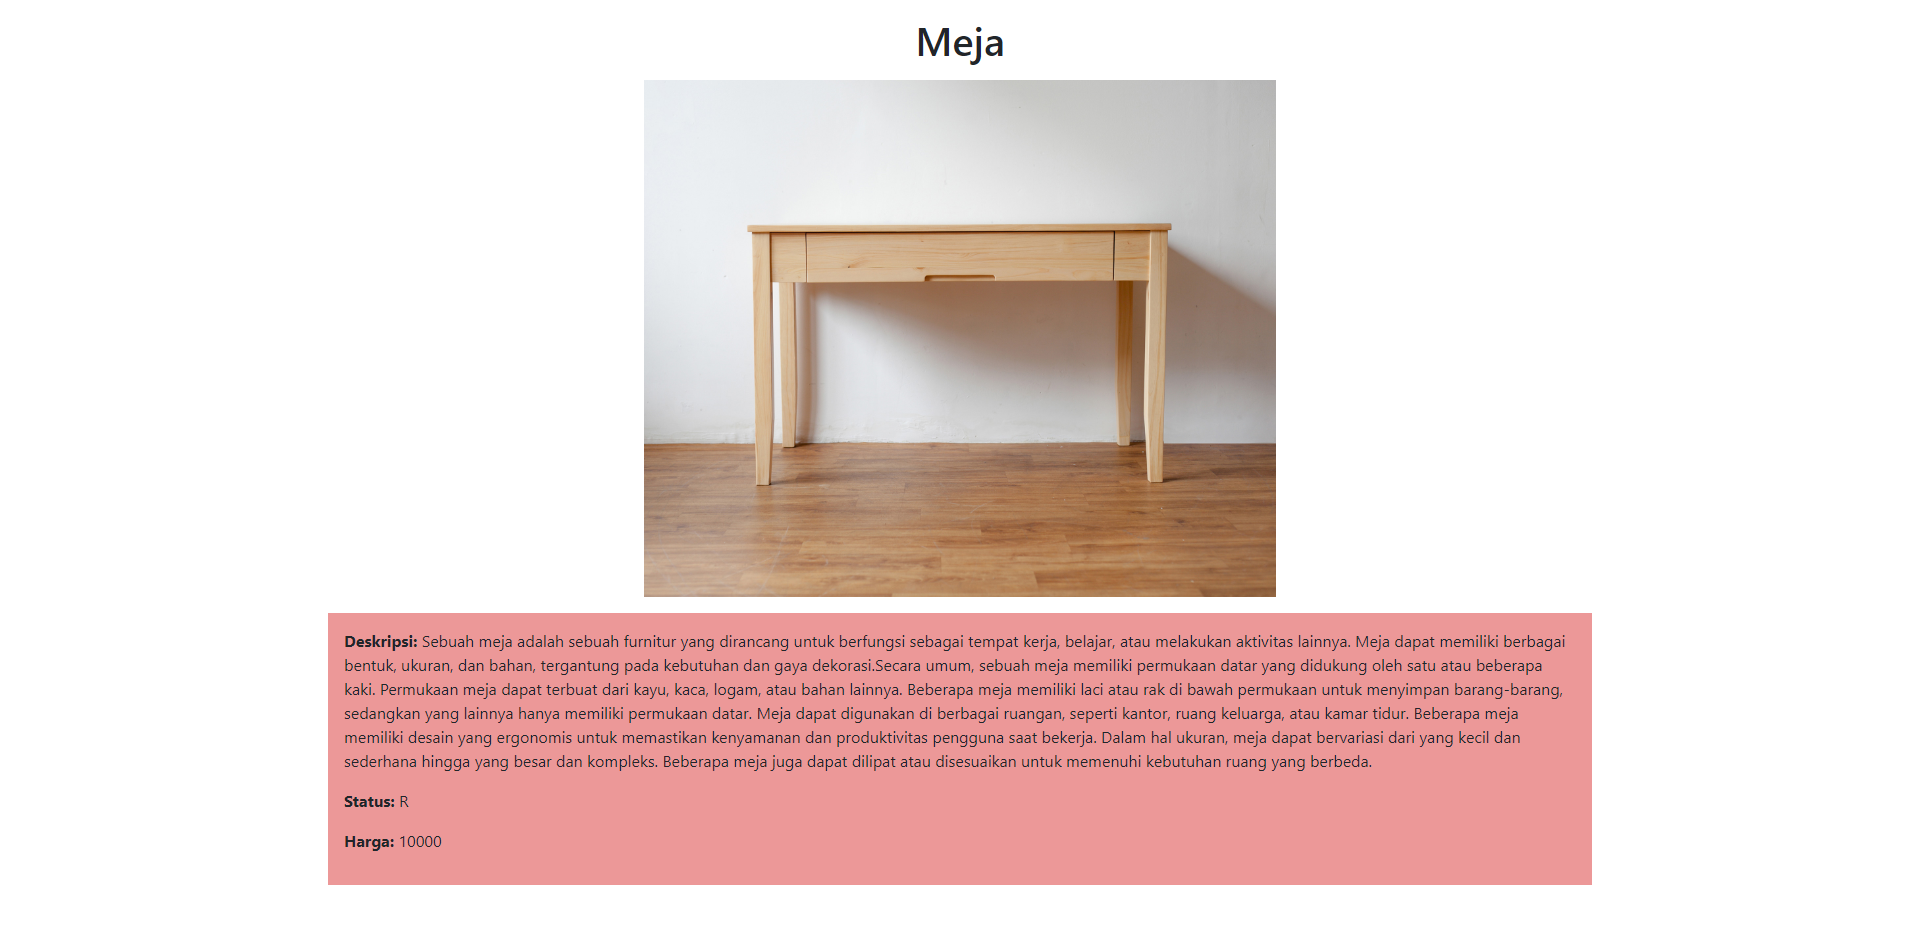 Meja
Deskripsi: Sebuah meja adalah sebuah furnitur yang dirancang untuk berfungsi sebagai tempat kerja, belajar, atau melakukan aktivitas lainnya. Meja dapat memiliki berbagai
bentuk, ukuran, dan bahan, tergantung pada kebutuhan dan gaya dekorasi.Secara umum, sebuah meja memiliki permukaan datar yang didukung oleh satu atau beberapa
kaki. Permukaan meja dapat terbuat dari kayu, kaca, logam, atau bahan lainnya. Beberapa meja memiliki laci atau rak di bawah permukaan untuk menyimpan barang-barang,
sedangkan yang lainnya hanya memiliki permukaan datar. Meja dapat digunakan di berbagai ruangan, seperti kantor, ruang keluarga, atau kamar tidur. Beberapa meja
memiliki desain yang ergonomis untuk memastikan kenyamanan dan produktivitas pengguna saat bekerja. Dalam hal ukuran, meja dapat bervariasi dari yang kecil dan
sederhana hingga yang besar dan kompleks. Beberapa meja juga dapat dilipat atau disesuaikan untuk memenuhi kebutuhan ruang yang berbeda.
Status: R
Harga: 10000